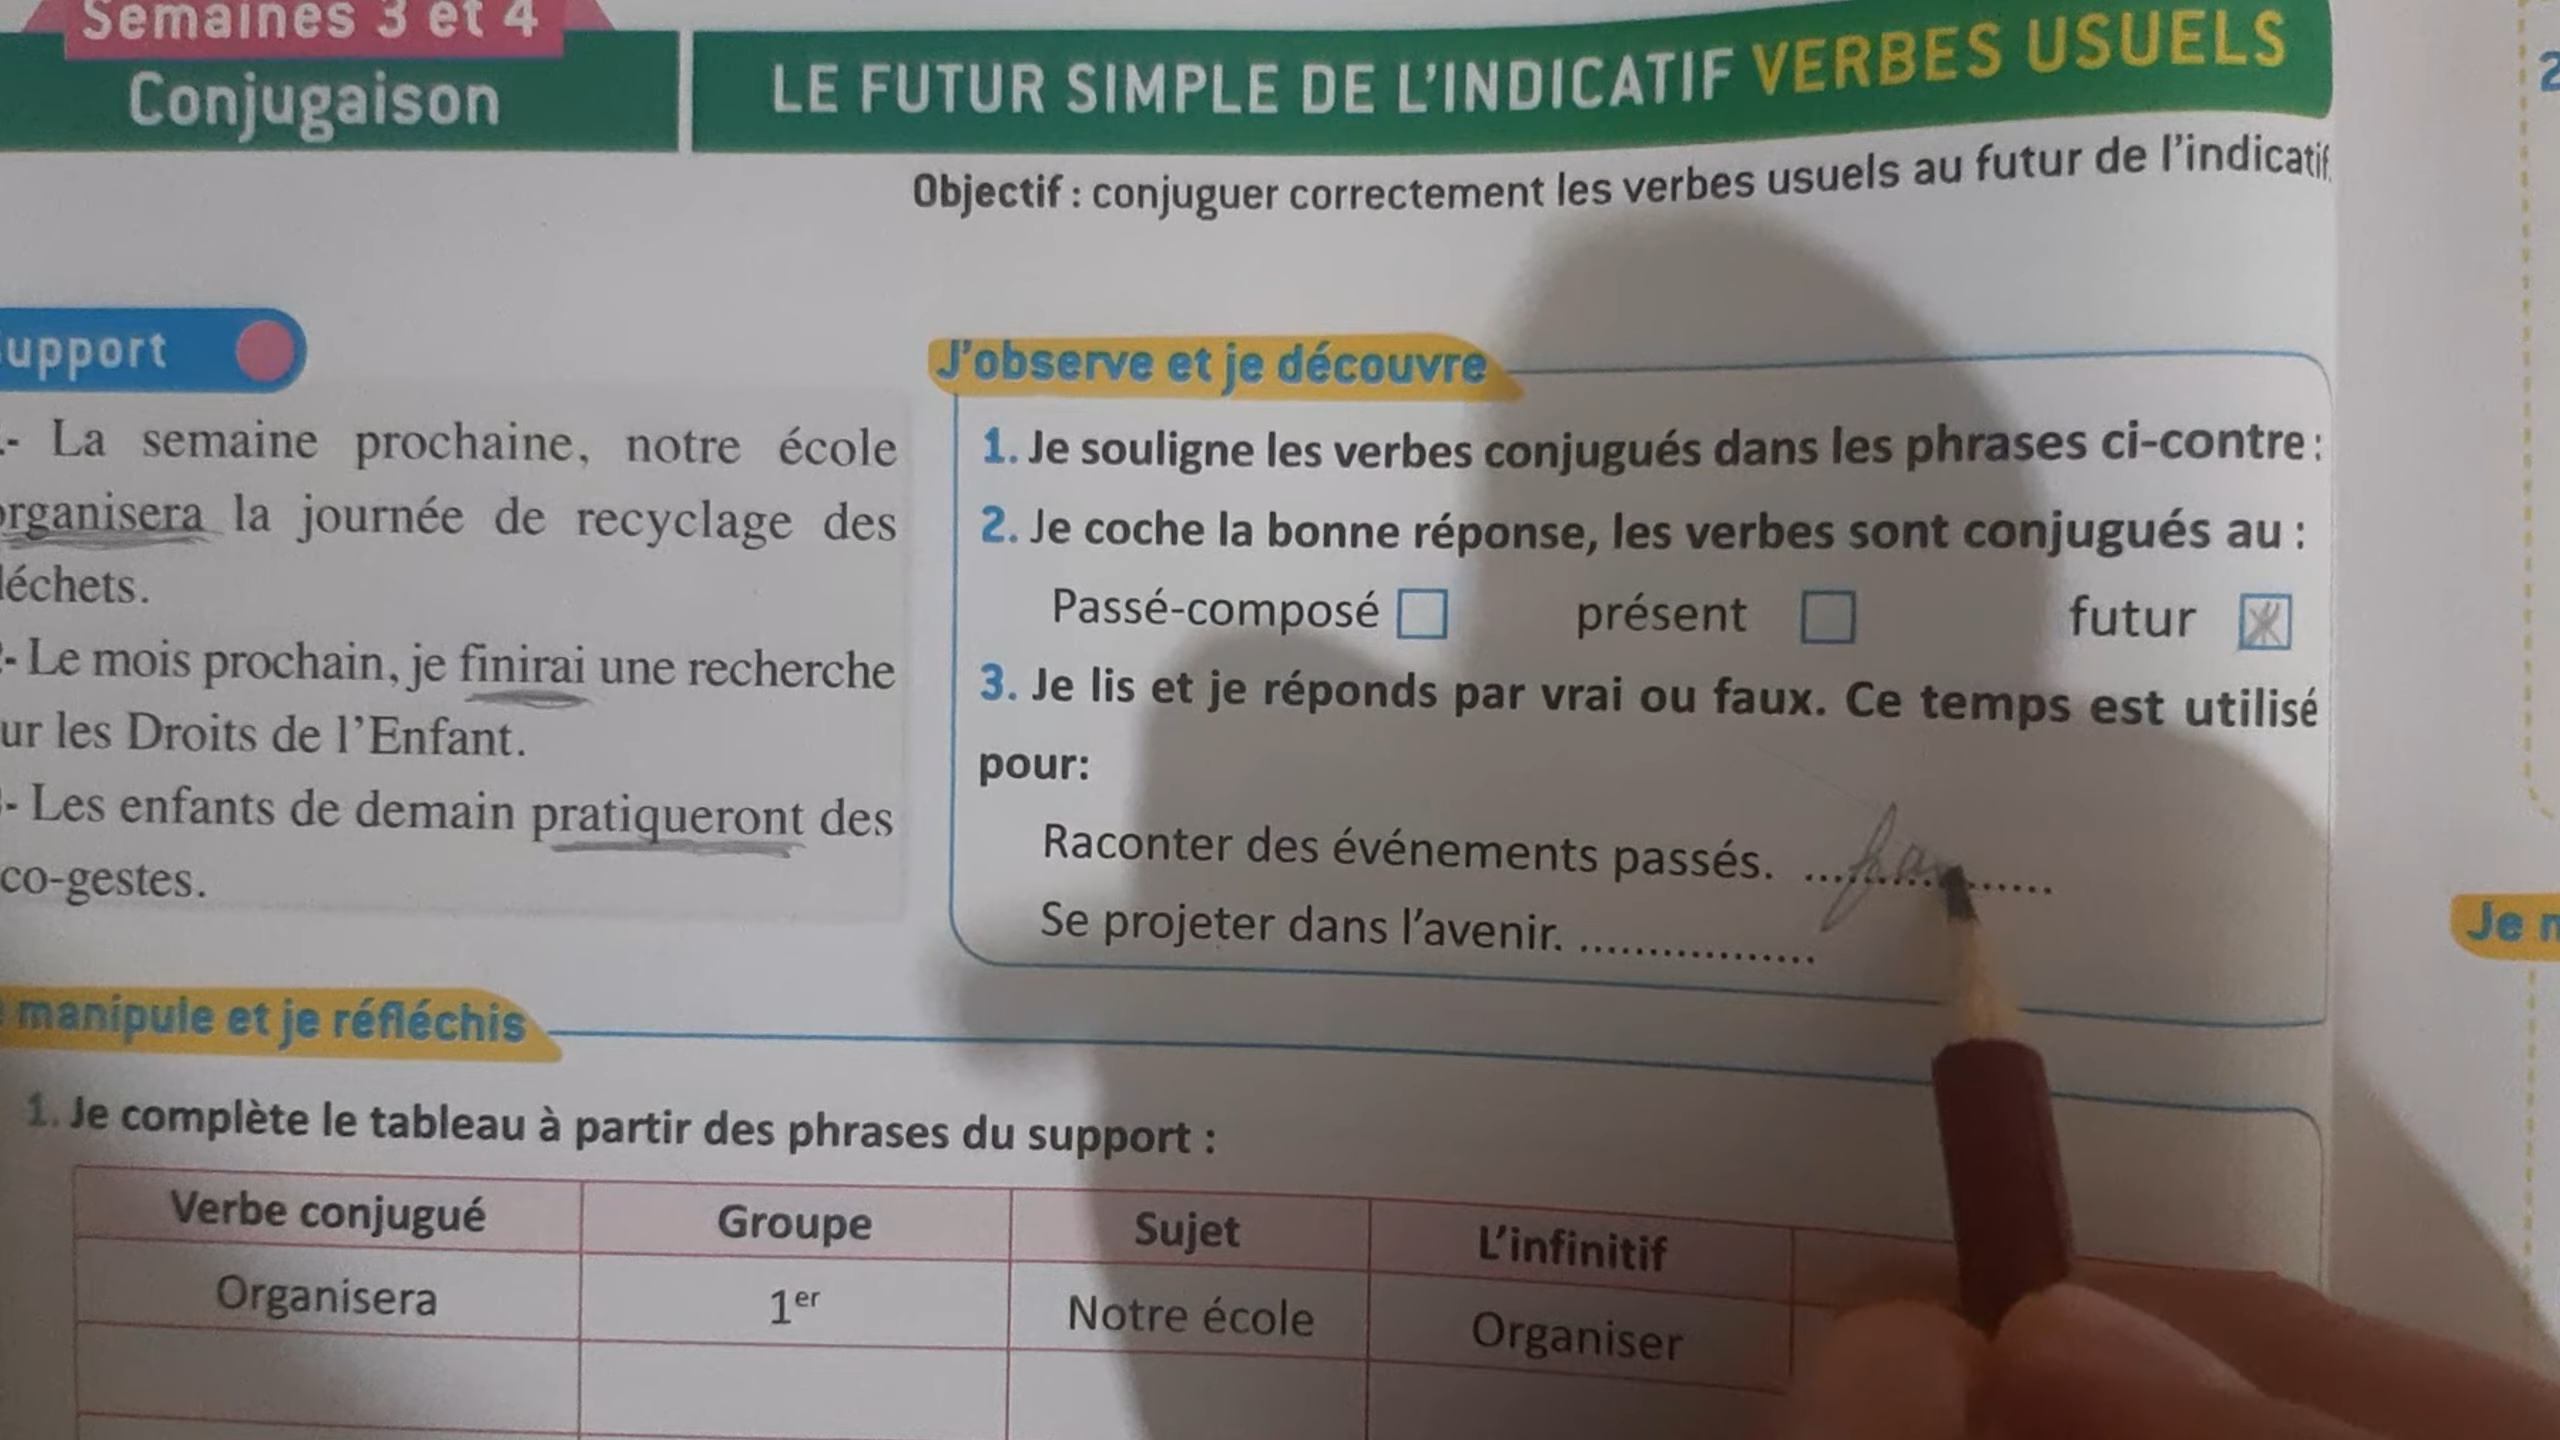 Semaines 3 et 4
Conjugaison
LE FUTUR SIMPLE DE L'INDICATIF VERBES USUELS
Objectif : conjuguer correctement les verbes usuels au futur de l'indicatif
upport
- La semaine prochaine, notre école
organisera la journée de recyclage des
échets.
- Le mois prochain, je finirai une recherche
ur les Droits de l'Enfant.
- Les enfants de demain pratiqueront des
co-gestes.
J'observe et je découvre
1. Je souligne les verbes conjugués dans les phrases ci-contre :
2. Je coche la bonne réponse, les verbes sont conjugués au :
Passé-composé présent futur
3. Je lis et je réponds par vrai ou faux. Ce temps est utilisé
pour:
Raconter des événements passés. ..................
Se projeter dans l'avenir. ..................
manipule et je réfléchis
1. Je complète le tableau à partir des phrases du support :
Verbe conjugué Groupe Sujet L'infinitif
Organisera 1er Notre école Organiser
2
Je